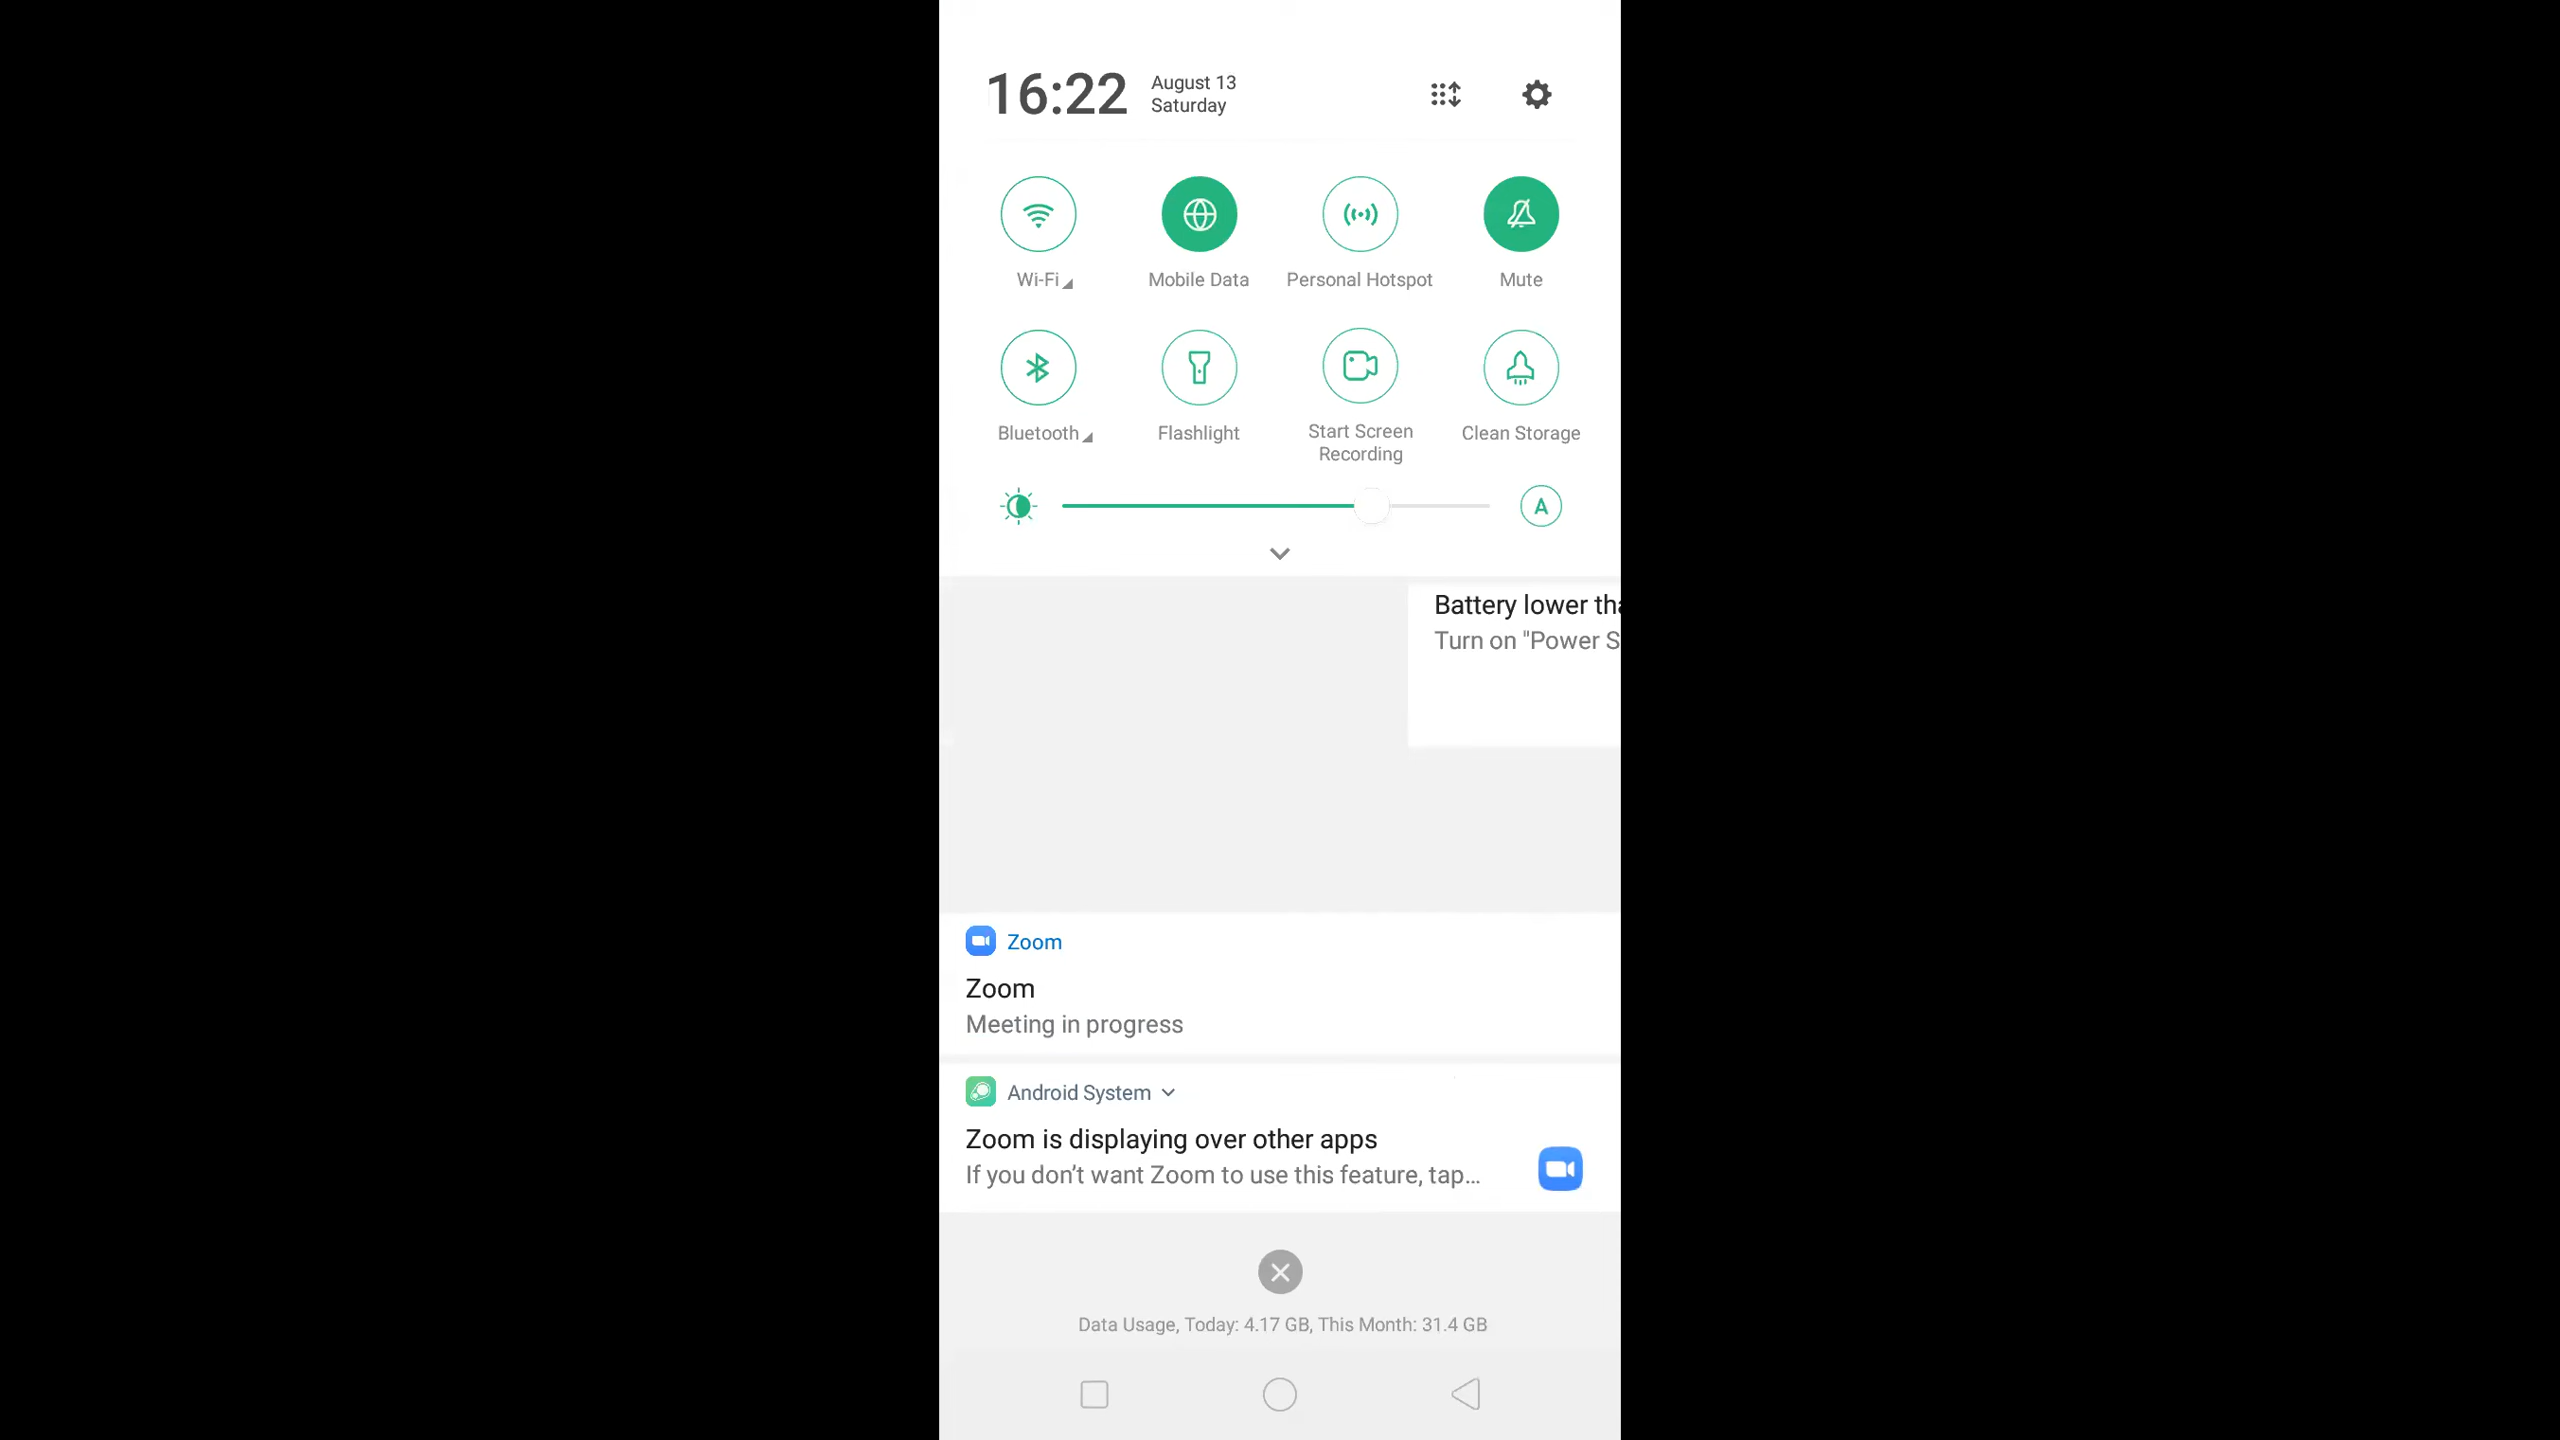 16:22
August 13
Saturday
Wi-Fi
Mobile Data
Personal Hotspot
Mute
Bluetooth
Flashlight
Start Screen
Recording
Clean Storage
A
Battery lower
Turn on "Power
Zoom
Zoom
Meeting in progress
Android System
Zoom is displaying over other apps
If you don’t want Zoom to use this feature, tap...
Data Usage, Today: 4.17 GB, This Month: 31.4 GB